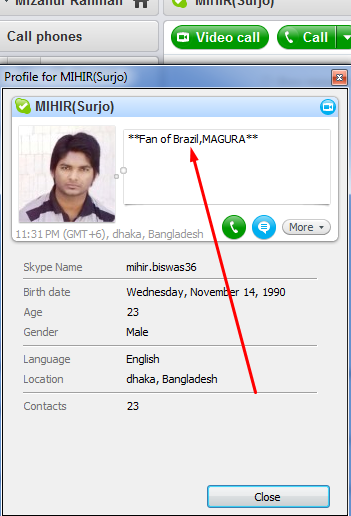 Mizanur Rahman
MIHIR(Surjo)
Call phones
Video call
Call
Profile for MIHIR(Surjo)
MIHIR(Surjo)
**Fan of Brazil,MAGURA**
11:31 PM (GMT+6), dhaka, Bangladesh
More
Skype Name mihir.biswas36
Birth date Wednesday, November 14, 1990
Age 23
Gender Male
Language English
Location dhaka, Bangladesh
Contacts 23
Close